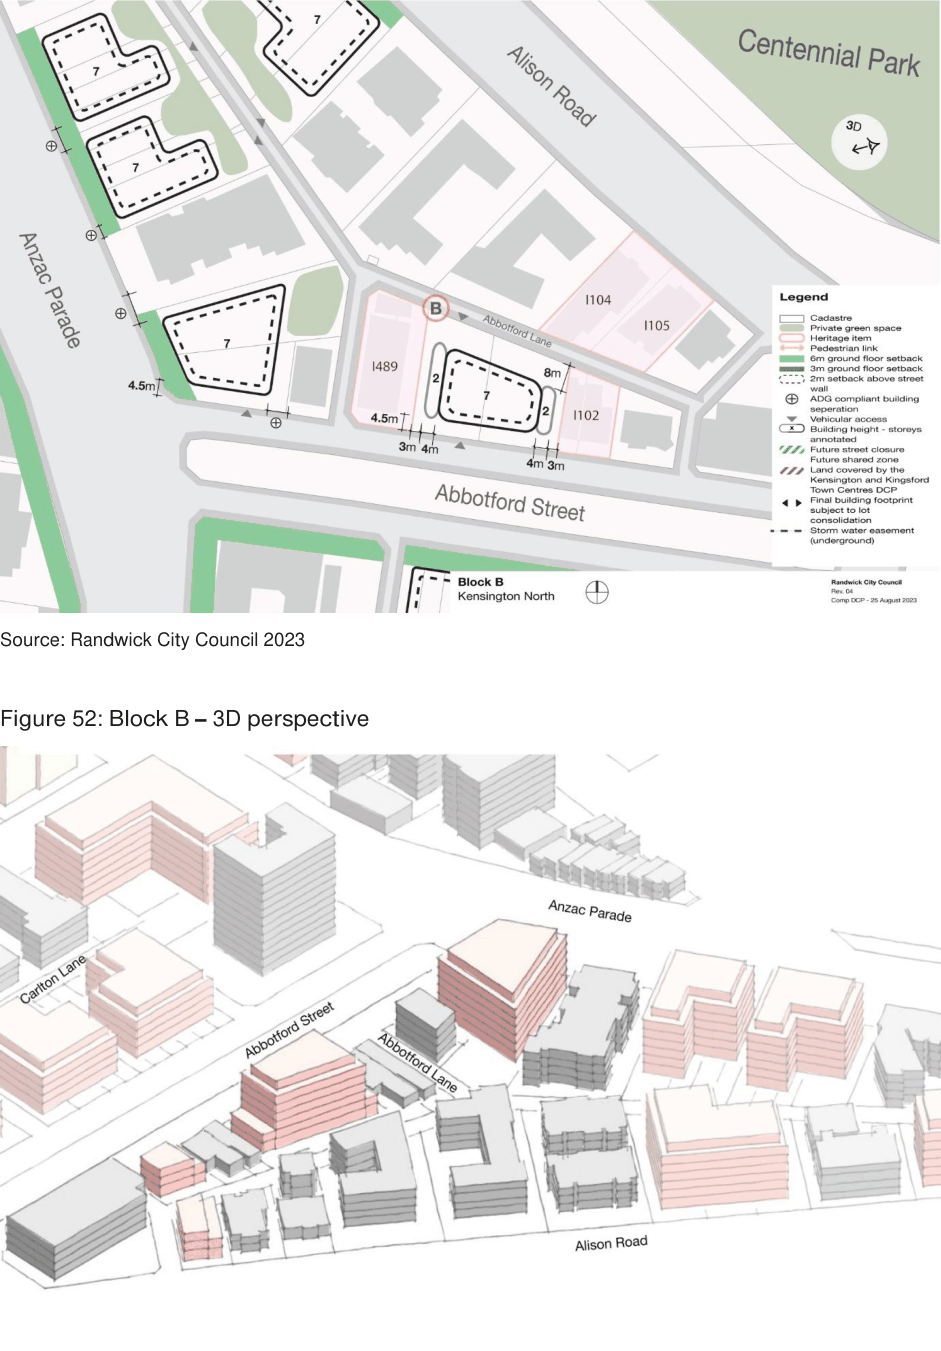 7
Centennial Park
Alison Road
3D
7
7
Anzac Parade
7
4.5m
B
Abbotford Lane
I104
I105
I489
2
7
8m
2
I102
4.5m
3m 4m
4m 3m
Abbotford Street
Legend
Cadastre
Private green space
Heritage item
Pedestrian link
6m ground floor setback
3m ground floor setback
2m setback above street
wall
ADG compliant building
seperation
Vehicular access
x
Building height - storeys
annotated
Future street closure
Future shared zone
Land covered by the
Kensington and Kingsford
Town Centres DCP
Final building footprint
subject to lot
consolidation
Storm water easement
(underground)
Block B
Kensington North
Randwick City Council
Rev. 04
Comp DCP - 25 August 2023
Source: Randwick City Council 2023
Figure 52: Block B – 3D perspective
Anzac Parade
Carlton Lane
Abbotford Street
Abbotford Lane
Alison Road